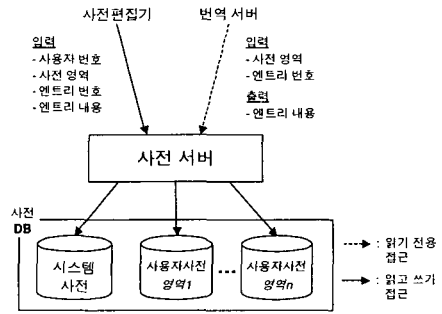 사전편집기
번역 서버
입력
- 사용자 번호
- 사전 영역
- 엔트리 번호
- 엔트리 내용
입력
- 사전 영역
- 엔트라 번호
출력
- 엔트리 내용
사전 서버
사전
DB
시스템
사전
사용자사전
영역1
...
사용자사전
영역n
: 읽기 전용
접근
: 읽고 쓰기
접근